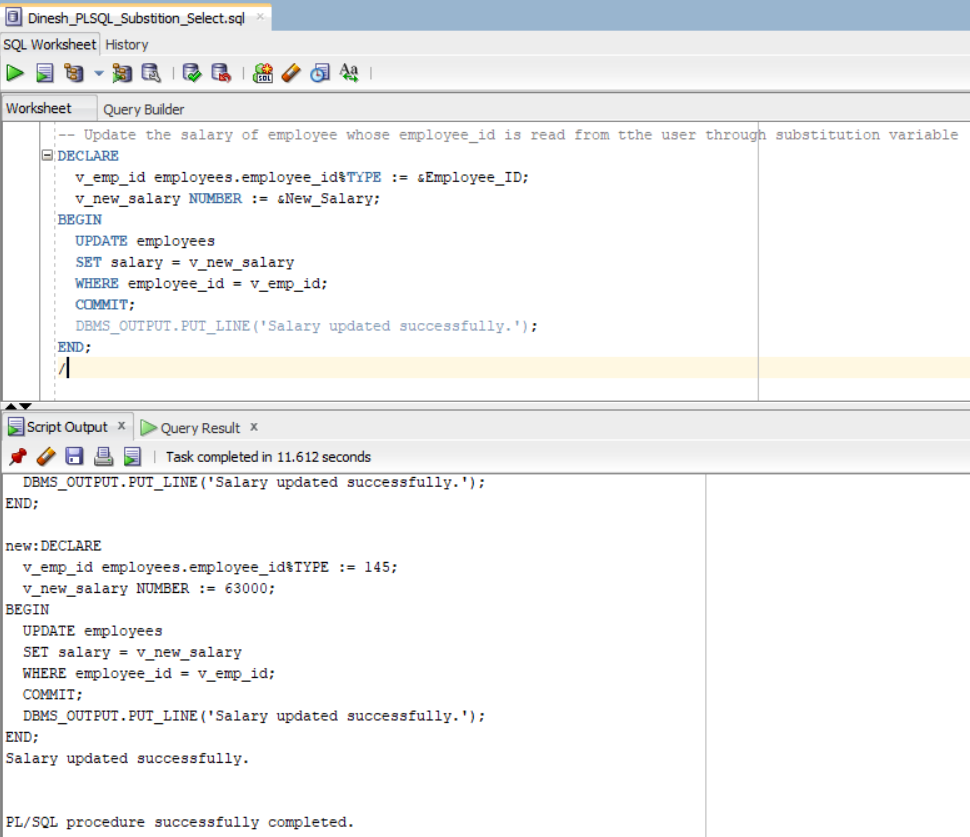 Dinesh_PLSQL_Substition_Select.sql
SQL Worksheet History
Worksheet Query Builder
-- Update the salary of employee whose employee_id is read from tthe user through substitution variable
DECLARE
v_emp_id employees.employee_id%TYPE := &Employee_ID;
v_new_salary NUMBER := &New_Salary;
BEGIN
UPDATE employees
SET salary = v_new_salary
WHERE employee_id = v_emp_id;
COMMIT;
DBMS_OUTPUT.PUT_LINE('Salary updated successfully.');
END;
/
Script Output x Query Result x
Task completed in 11.612 seconds
DBMS_OUTPUT.PUT_LINE('Salary updated successfully.');
END;
new:DECLARE
v_emp_id employees.employee_id%TYPE := 145;
v_new_salary NUMBER := 63000;
BEGIN
UPDATE employees
SET salary = v_new_salary
WHERE employee_id = v_emp_id;
COMMIT;
DBMS_OUTPUT.PUT_LINE('Salary updated successfully.');
END;
Salary updated successfully.
PL/SQL procedure successfully completed.